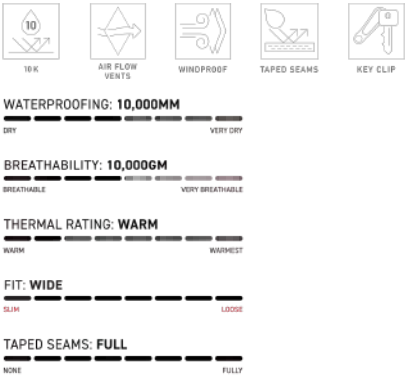 10
10K
AIR FLOW VENTS
WINDPROOF
TAPED SEAMS
KEY CLIP
WATERPROOFING: 10,000MM
DRY VERY DRY
BREATHABILITY: 10,000GM
BREATHABLE VERY BREATHABLE
THERMAL RATING: WARM
WARM WARMEST
FIT: WIDE
SLIM LOOSE
TAPED SEAMS: FULL
NONE FULLY